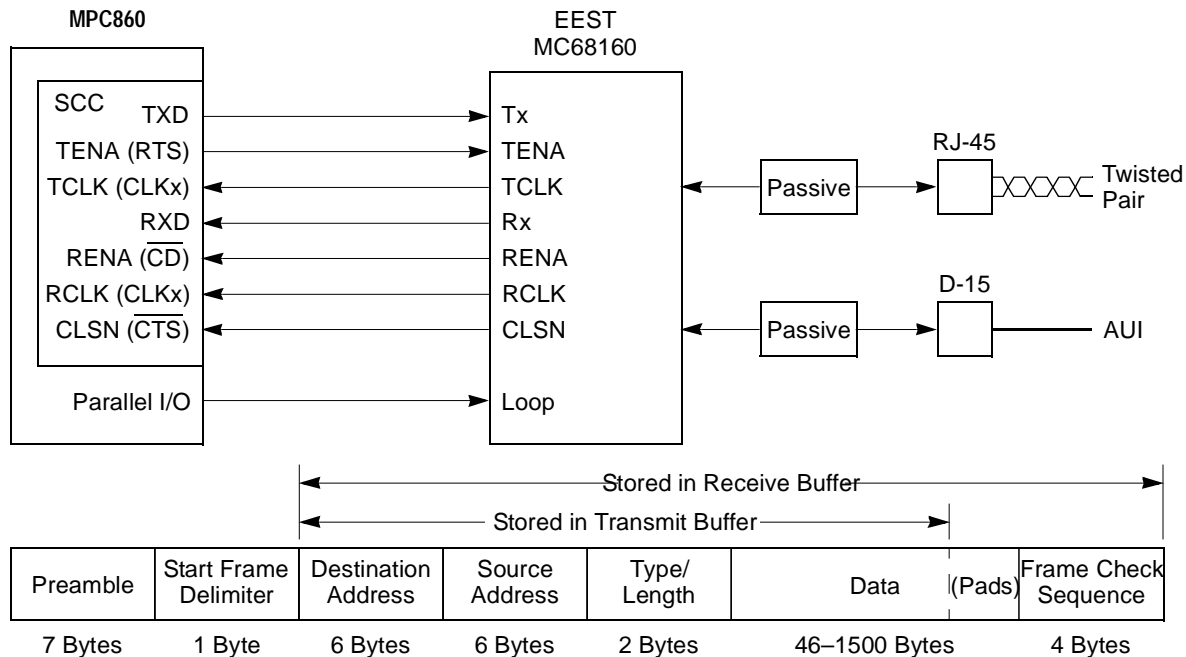 MPC860
EEST
MC68160
SCC
TXD
Tx
TENA (RTS)
TENA
TCLK (CLKx)
TCLK
RXD
Rx
RENA (CD)
RENA
RCLK (CLKx)
RCLK
CLSN (CTS)
CLSN
Parallel I/O
Loop
Passive
RJ-45
Twisted
Pair
Passive
D-15
AUI
Stored in Receive Buffer
Stored in Transmit Buffer
Preamble
Start Frame
Delimiter
Destination
Address
Source
Address
Type/
Length
Data
(Pads)
Frame Check
Sequence
7 Bytes
1 Byte
6 Bytes
6 Bytes
2 Bytes
46–1500 Bytes
4 Bytes